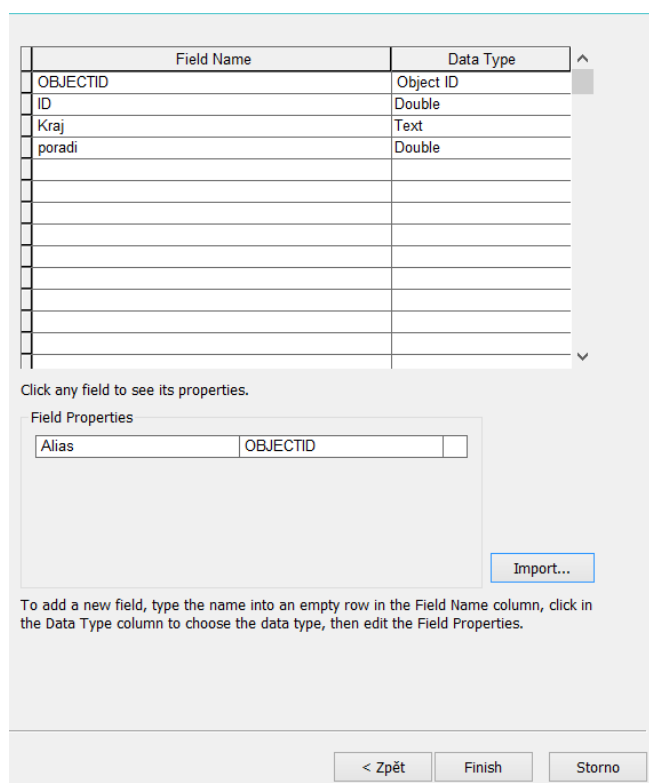 Field Name Data Type
OBJECTID Object ID
ID Double
Kraj Text
poradi Double
Click any field to see its properties.
Field Properties
Alias OBJECTID
Import...
To add a new field, type the name into an empty row in the Field Name column, click in
the Data Type column to choose the data type, then edit the Field Properties.
< Zpět Finish Storno